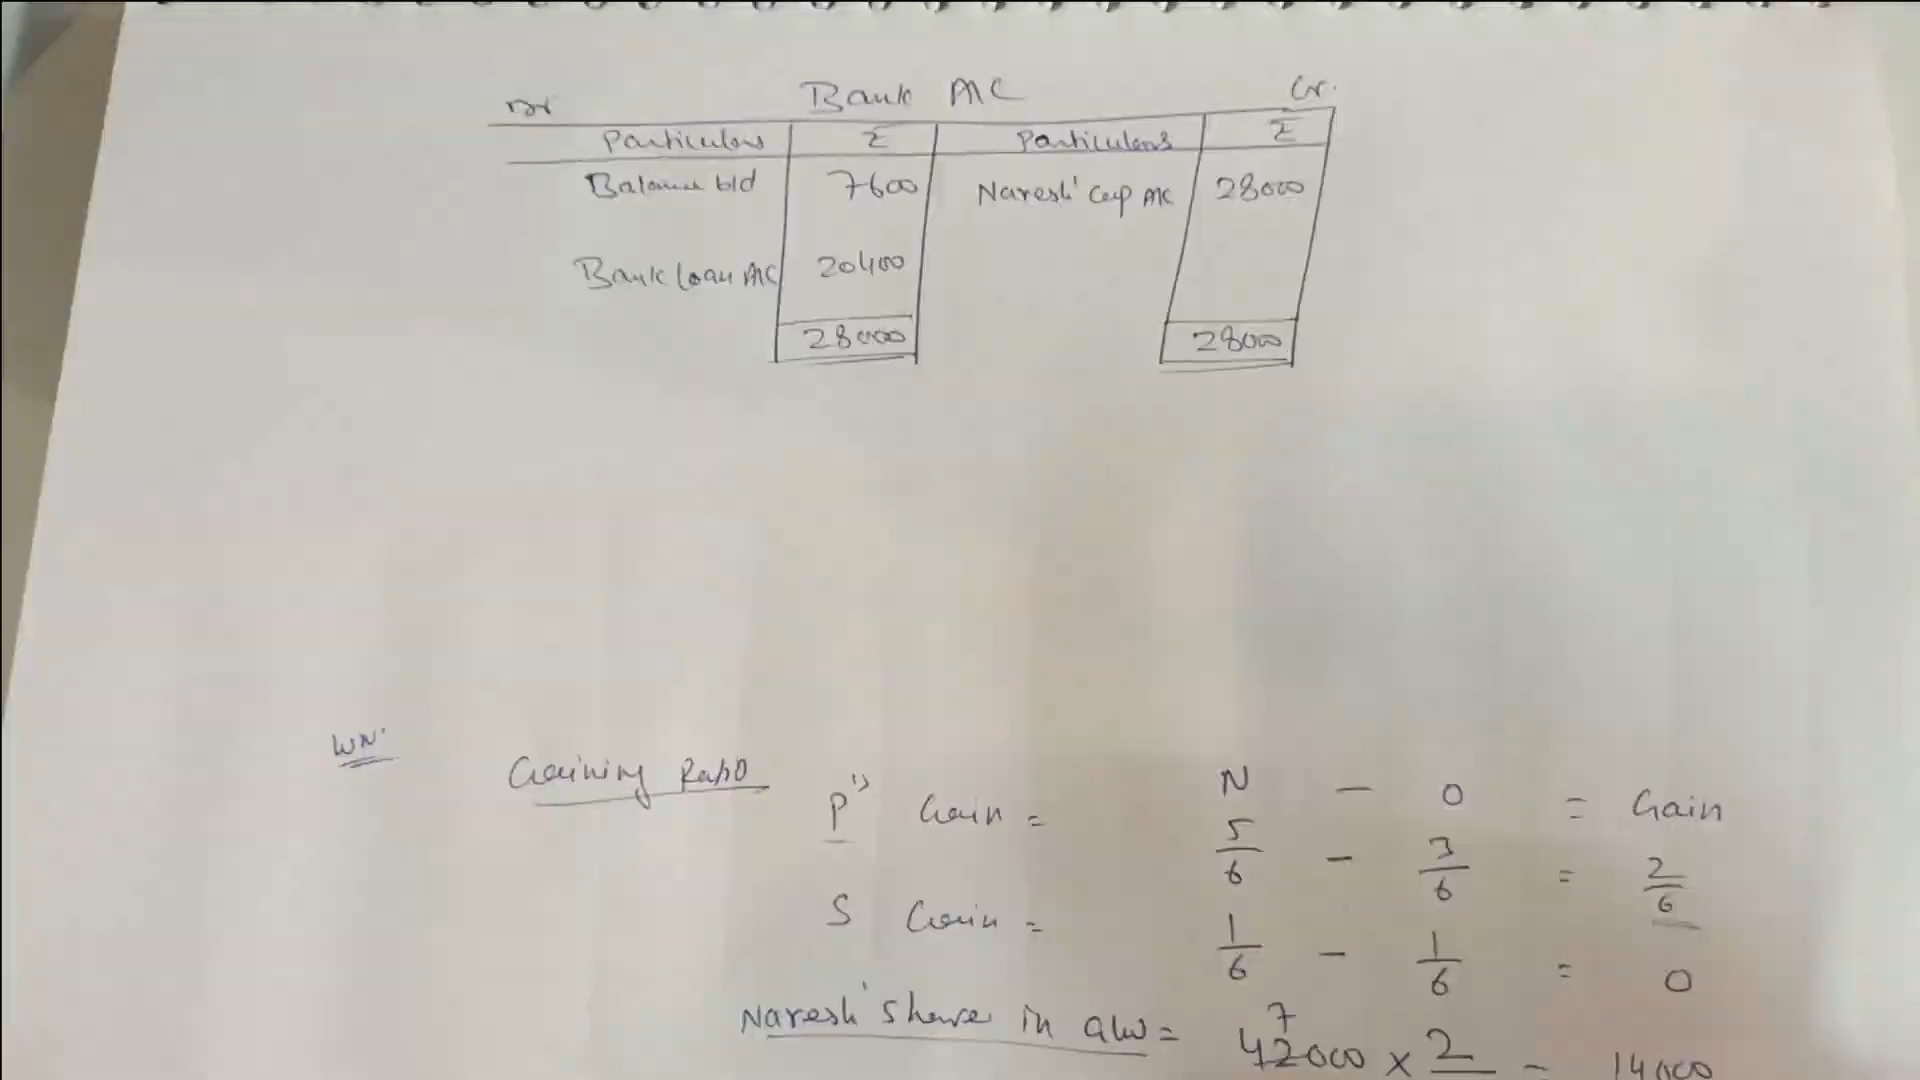 Dr Bank A/C Cr.
Particulars ₹ Particulars ₹
Balance b/d 7600 Naresh' Cap A/c 28000
Bank loan A/C 20400
28000 28000
WN'
Gaining Ratio
P's Gain = N - O = Gain
5/6 - 3/6 = 2/6
S Gain = 1/6 - 1/6 = 0
Naresh's share in G/w = 42000 × 2 = 14000
7